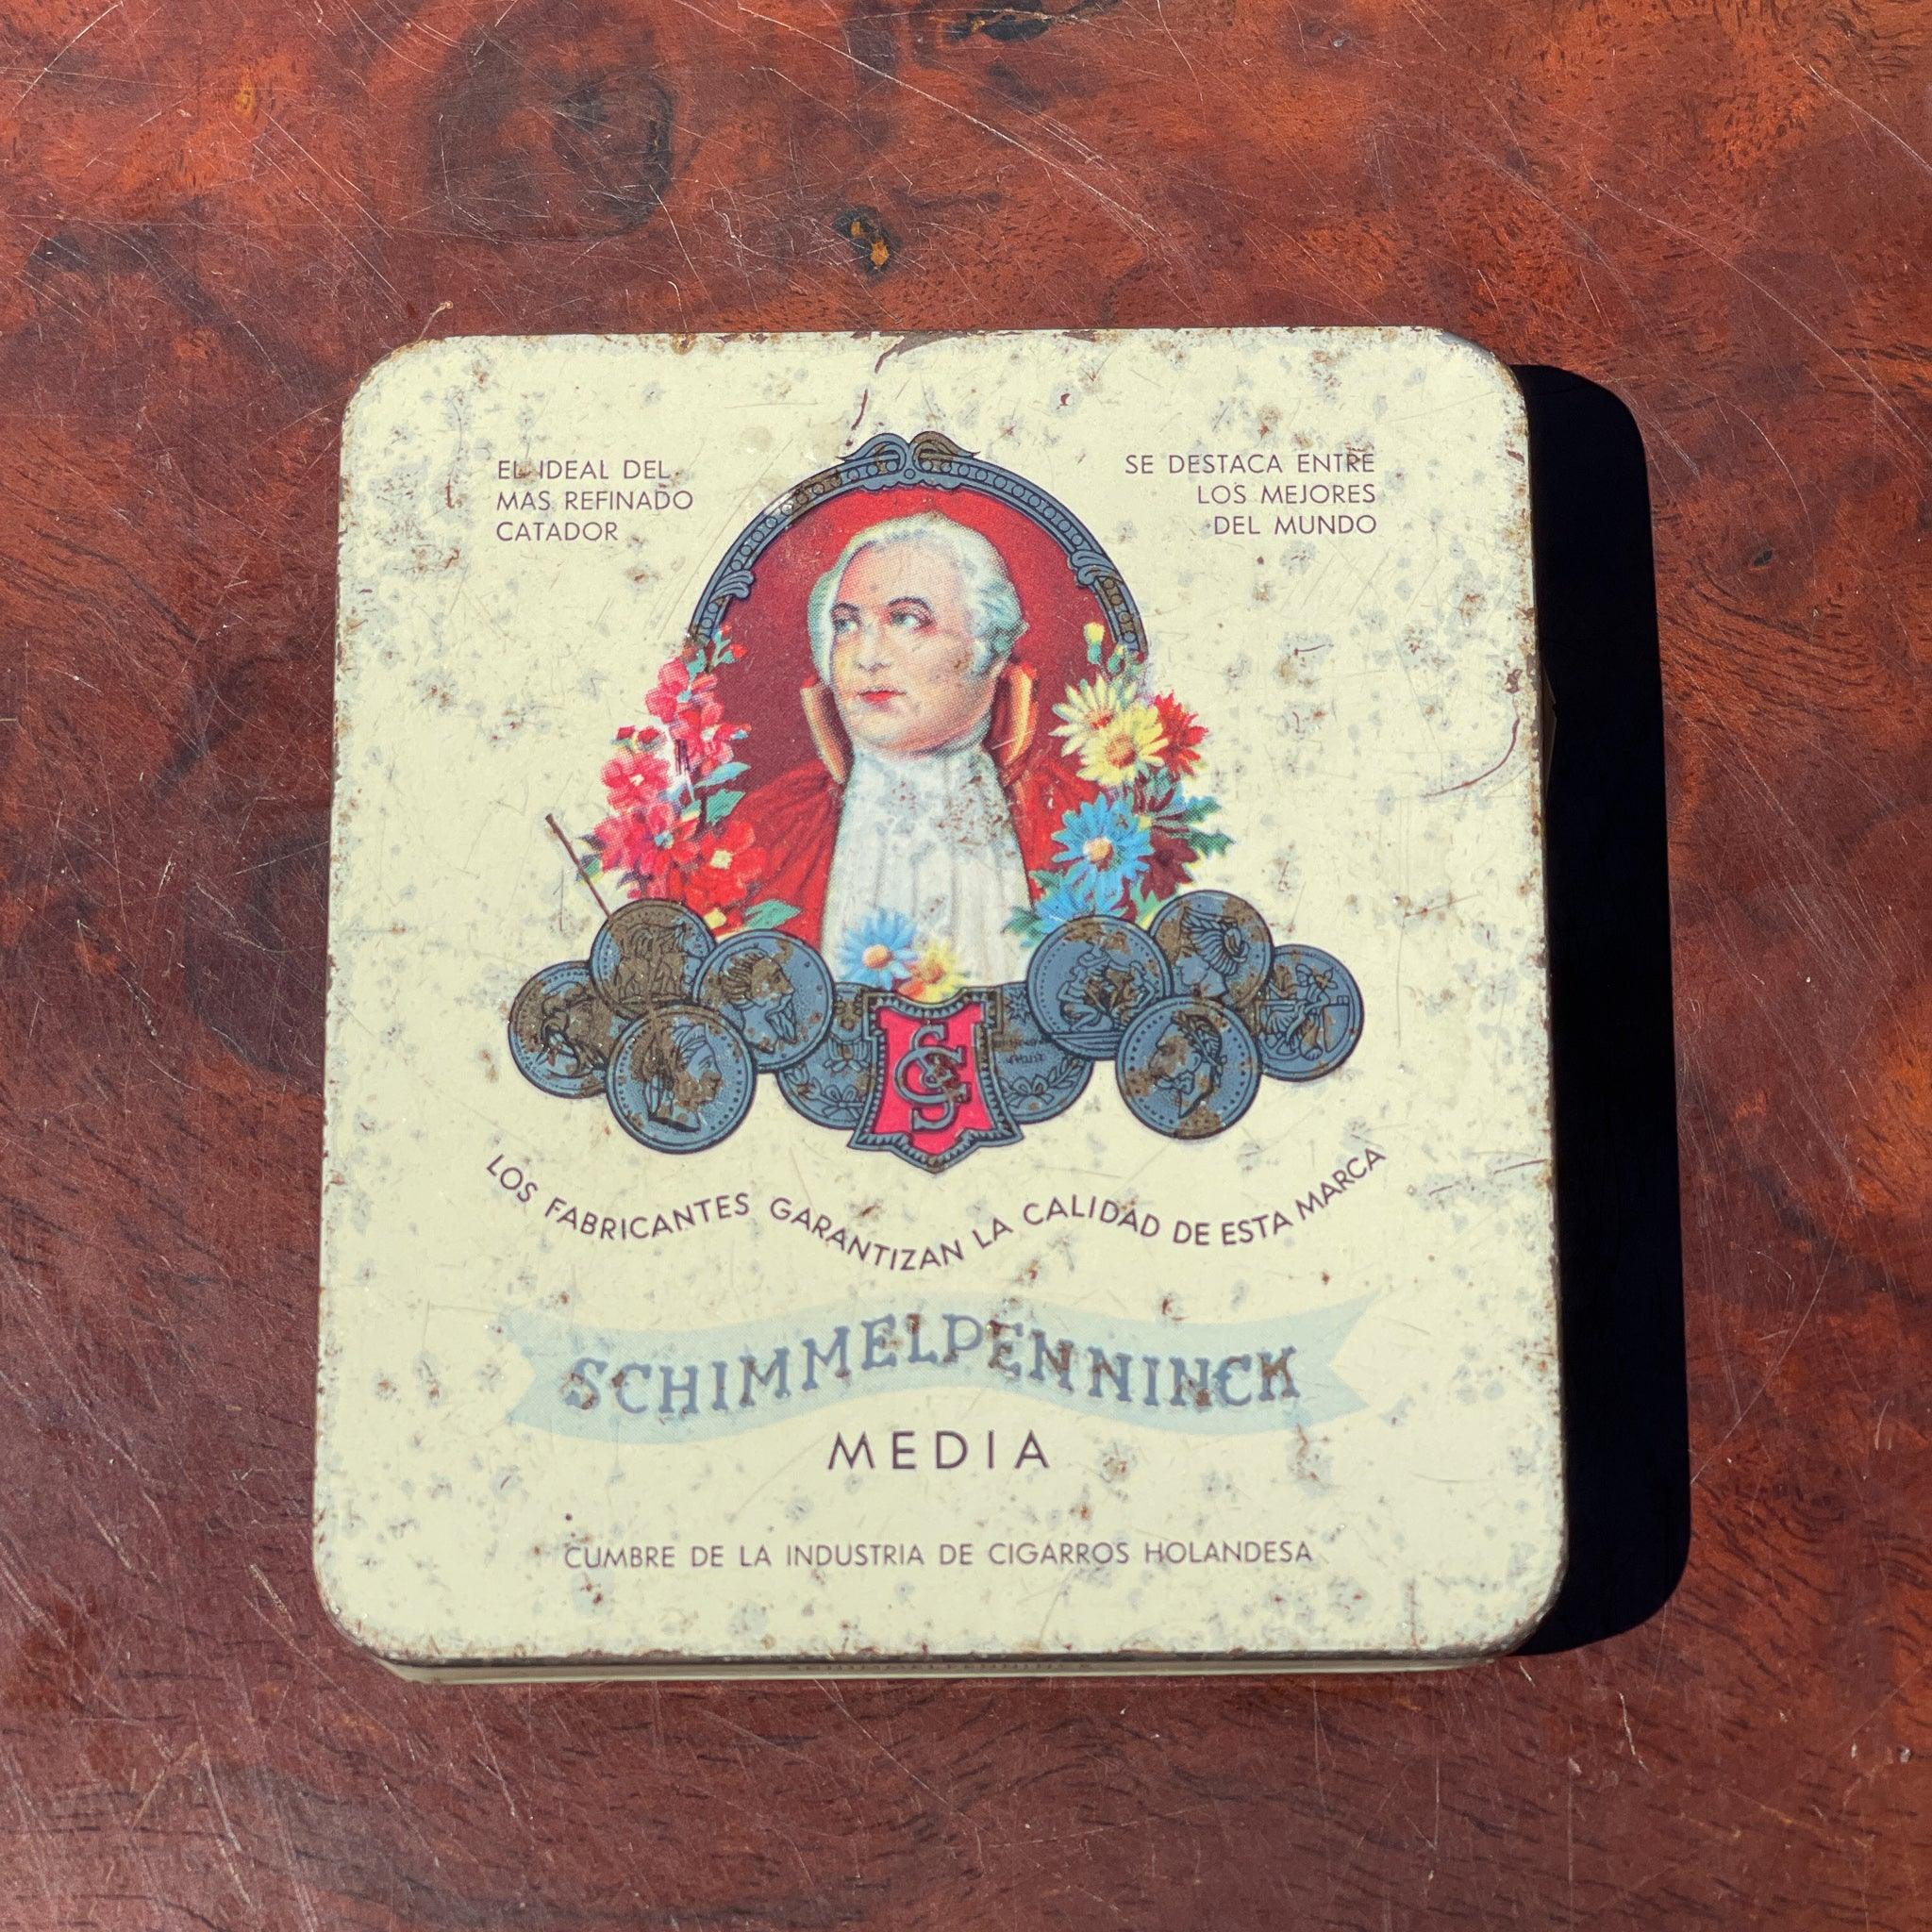 EL IDEAL DEL
MAS REFINADO
CATADOR
SE DESTACA ENTRE
LOS MEJORES
DEL MUNDO
LOS FABRICANTES GARANTIZAN LA CALIDAD DE ESTA MARCA
SCHIMMELPENNINCK
MEDIA
CUMBRE DE LA INDUSTRIA DE CIGARROS HOLANDESA
SCHIMMELPENNINCK